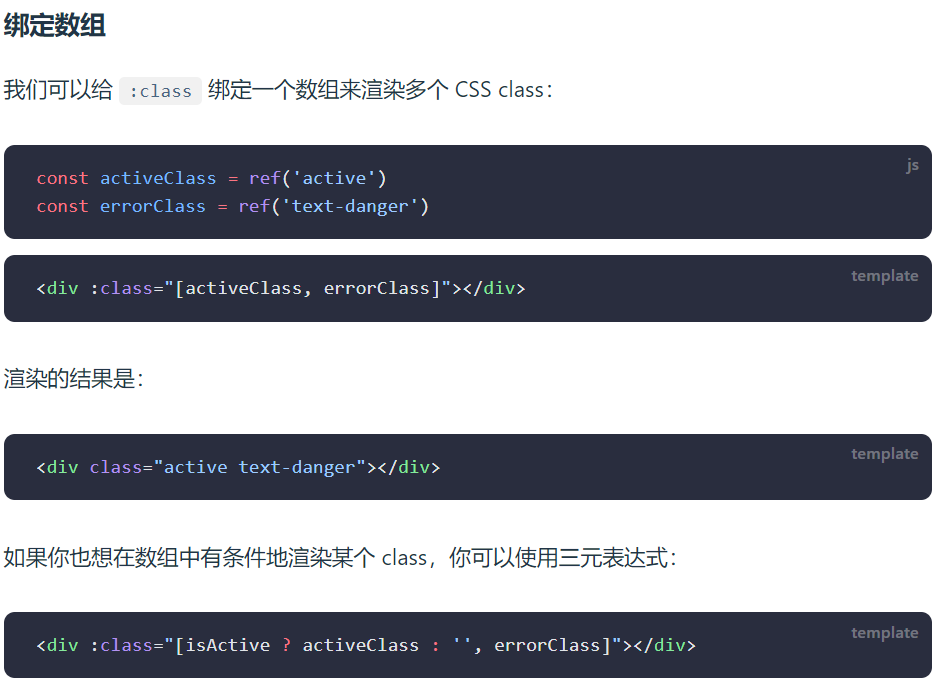 绑定数组
我们可以给 :class 绑定一个数组来渲染多个 CSS class：
js
const activeClass = ref('active')
const errorClass = ref('text-danger')
template
<div :class="[activeClass, errorClass]"></div>
渲染的结果是：
template
<div class="active text-danger"></div>
如果你也想在数组中有条件地渲染某个 class，你可以使用三元表达式：
template
<div :class="[isActive ? activeClass : '', errorClass]"></div>